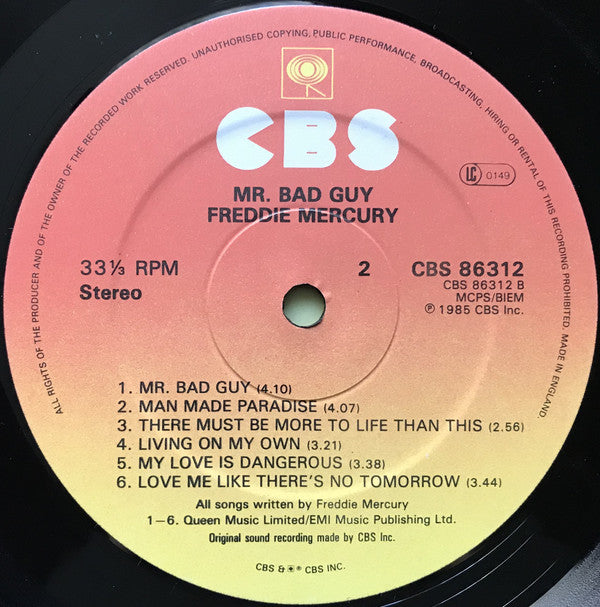 ALL RIGHTS OF THE PRODUCER AND OF THE OWNER OF THE RECORDED WORK RESERVED. UNAUTHORISED COPYING, PUBLIC PERFORMANCE, BROADCASTING, HIRING OR RENTAL OF THIS RECORDING PROHIBITED. MADE IN ENGLAND.
CBS
LC 0149
MR. BAD GUY
FREDDIE MERCURY
33⅓ RPM 2 CBS 86312
Stereo CBS 86312 B
MCPS/BIEM
℗ 1985 CBS Inc.
1. MR. BAD GUY (4.10)
2. MAN MADE PARADISE (4.07)
3. THERE MUST BE MORE TO LIFE THAN THIS (2.56)
4. LIVING ON MY OWN (3.21)
5. MY LOVE IS DANGEROUS (3.38)
6. LOVE ME LIKE THERE'S NO TOMORROW (3.44)
All songs written by Freddie Mercury
1—6. Queen Music Limited/EMI Music Publishing Ltd.
Original sound recording made by CBS Inc.
CBS & ® CBS INC.